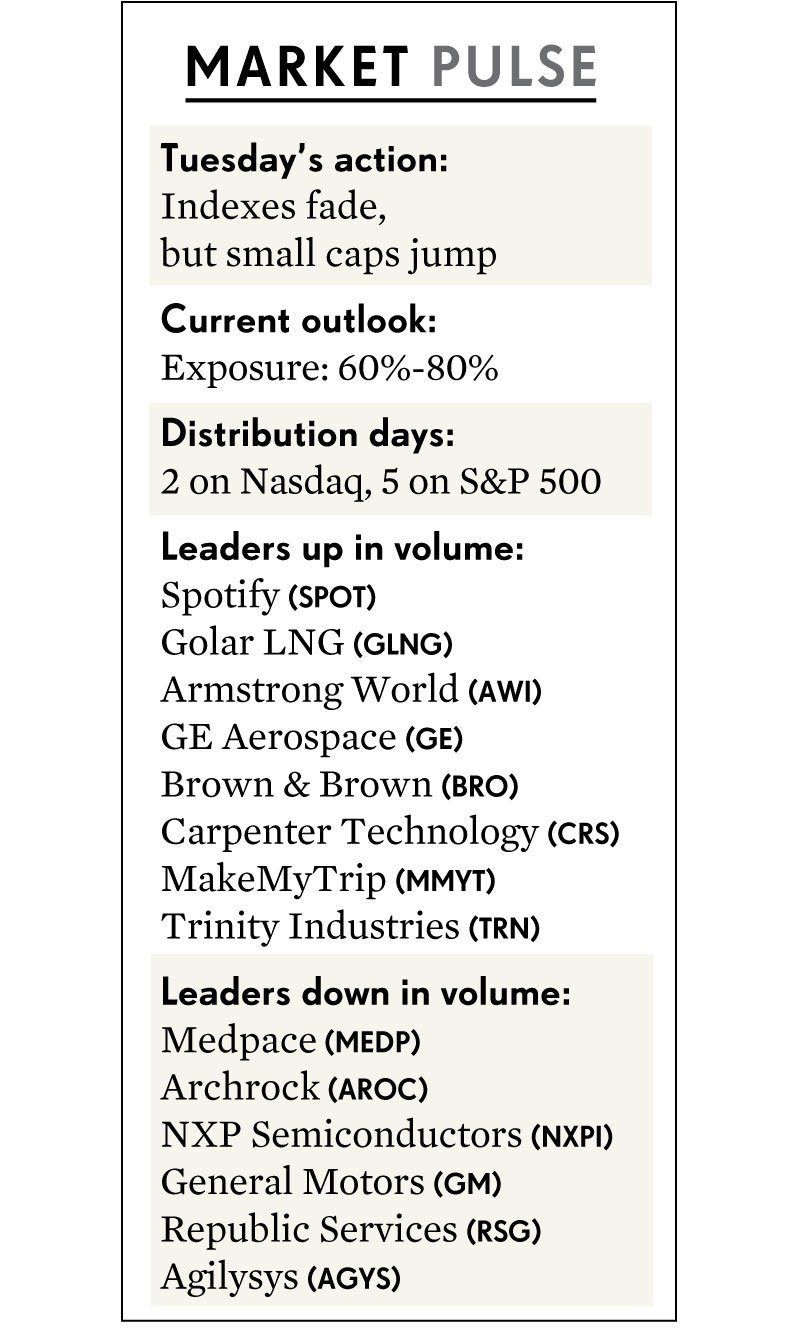 MARKET PULSE
Tuesday’s action:
Indexes fade,
but small caps jump
Current outlook:
Exposure: 60%-80%
Distribution days:
2 on Nasdaq, 5 on S&P 500
Leaders up in volume:
Spotify (SPOT)
Golar LNG (GLNG)
Armstrong World (AWI)
GE Aerospace (GE)
Brown & Brown (BRO)
Carpenter Technology (CRS)
MakeMyTrip (MMYT)
Trinity Industries (TRN)
Leaders down in volume:
Medpace (MEDP)
Archrock (AROC)
NXP Semiconductors (NXPI)
General Motors (GM)
Republic Services (RSG)
Agilysys (AGYS)